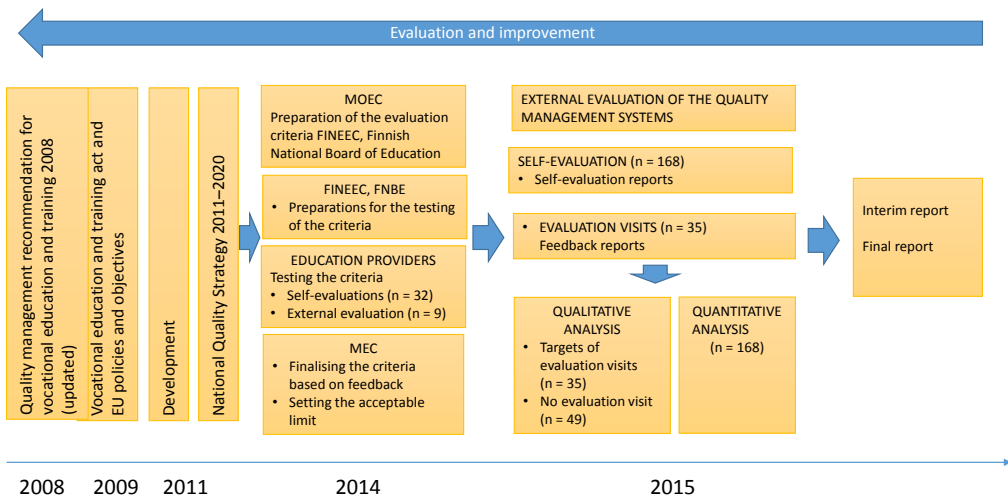 Evaluation and improvement
Quality management recommendation for
vocational education and training 2008
(updated)
Vocational education and training act and
EU policies and objectives
Development
National Quality Strategy 2011–2020
MOEC
Preparation of the evaluation
criteria FINEEC, Finnish
National Board of Education
FINEEC, FNBE
• Preparations for the testing
of the criteria
EDUCATION PROVIDERS
Testing the criteria
• Self-evaluations (n = 32)
• External evaluation (n = 9)
MEC
• Finalising the criteria
based on feedback
• Setting the acceptable
limit
EXTERNAL EVALUATION OF THE QUALITY
MANAGEMENT SYSTEMS
SELF-EVALUATION (n = 168)
• Self-evaluation reports
• EVALUATION VISITS (n = 35)
Feedback reports
QUALITATIVE
ANALYSIS
• Targets of
evaluation visits
(n = 35)
• No evaluation visit
(n = 49)
QUANTITATIVE
ANALYSIS
(n = 168)
Interim report
Final report
2008
2009
2011
2014
2015